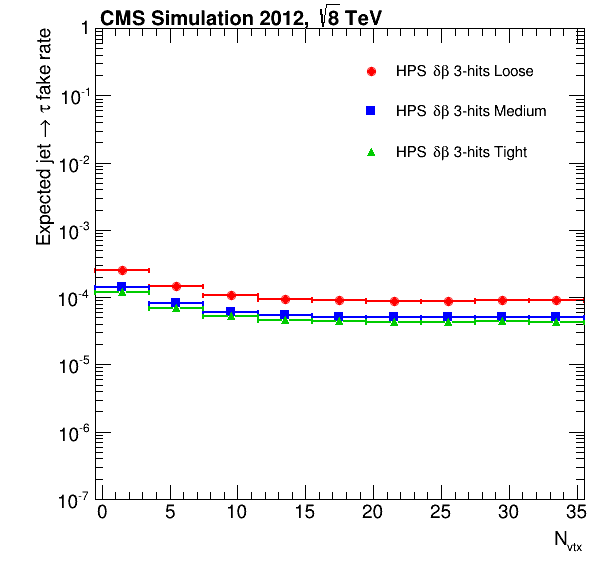 CMS Simulation 2012, √8 TeV
Expected jet → τ fake rate
1
10⁻¹
10⁻²
10⁻³
10⁻⁴
10⁻⁵
10⁻⁶
10⁻⁷
HPS δβ 3-hits Loose
HPS δβ 3-hits Medium
HPS δβ 3-hits Tight
0 5 10 15 20 25 30 35
Nvtx